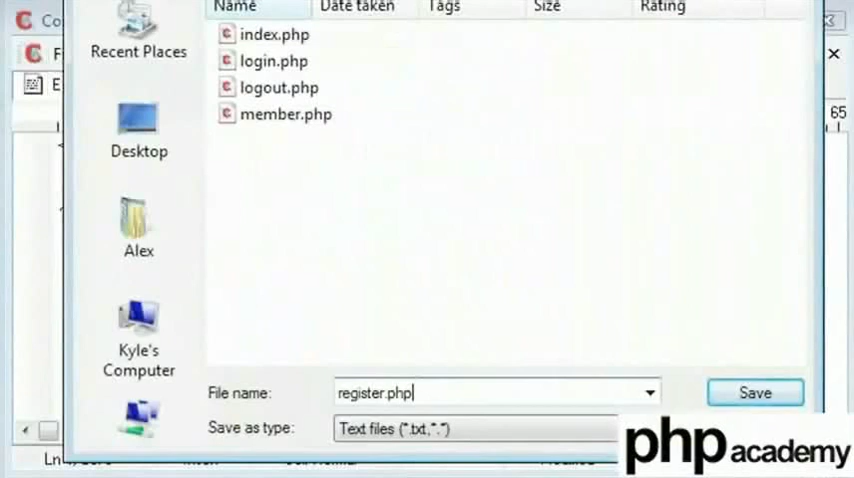 Co
Name Date taken Tags Size Rating
F
Recent Places
index.php
login.php
logout.php
member.php
E
65
Desktop
Alex
Kyle's
Computer
File name: register.php Save
Save as type: Text files (*.txt,*.*)
php academy